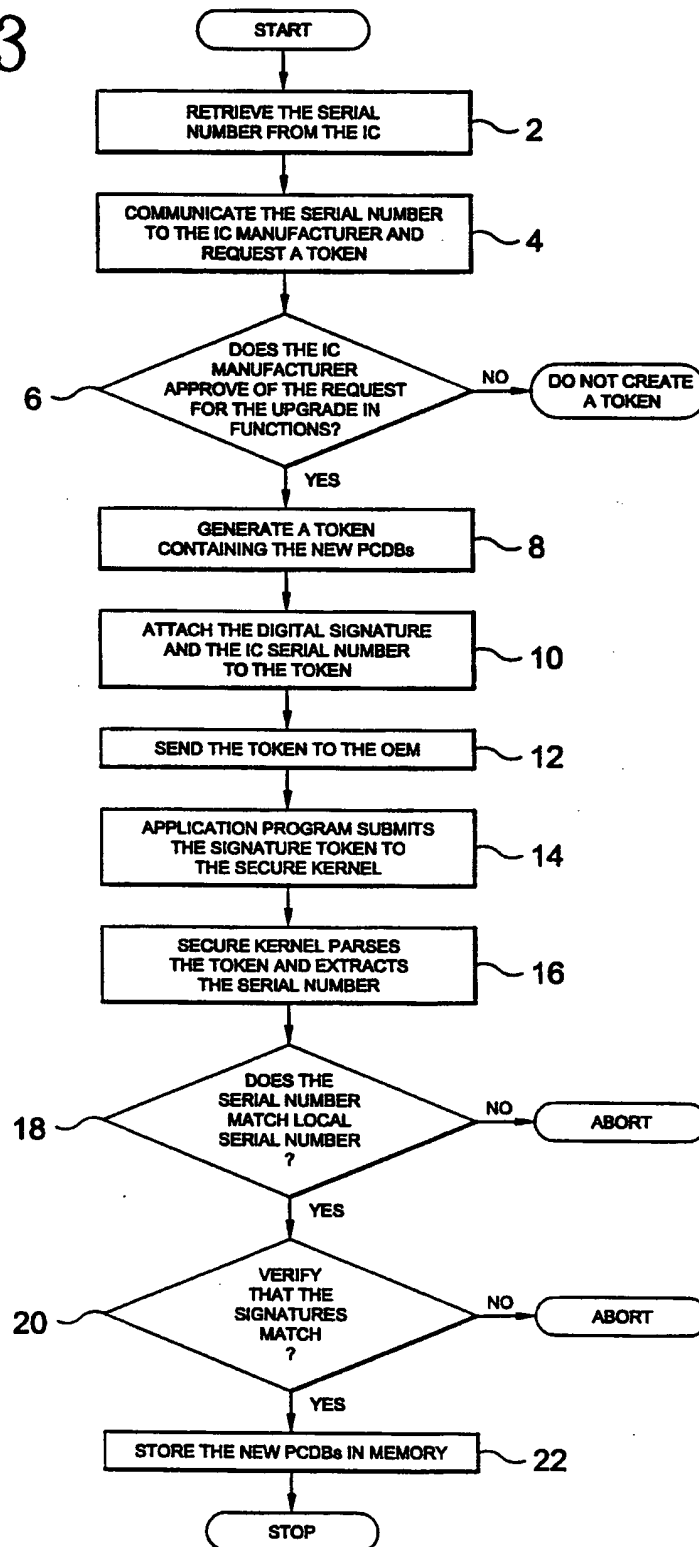 3
START
RETRIEVE THE SERIAL
NUMBER FROM THE IC
2
COMMUNICATE THE SERIAL NUMBER
TO THE IC MANUFACTURER AND
REQUEST A TOKEN
4
DOES THE IC
MANUFACTURER
APPROVE OF THE REQUEST
FOR THE UPGRADE IN
FUNCTIONS?
6
NO
DO NOT CREATE
A TOKEN
YES
GENERATE A TOKEN
CONTAINING THE NEW PCDBs
8
ATTACH THE DIGITAL SIGNATURE
AND THE IC SERIAL NUMBER
TO THE TOKEN
10
SEND THE TOKEN TO THE OEM
12
APPLICATION PROGRAM SUBMITS
THE SIGNATURE TOKEN TO
THE SECURE KERNEL
14
SECURE KERNEL PARSES
THE TOKEN AND EXTRACTS
THE SERIAL NUMBER
16
DOES THE
SERIAL NUMBER
MATCH LOCAL
SERIAL NUMBER
?
18
NO
ABORT
YES
VERIFY
THAT THE
SIGNATURES
MATCH
?
20
NO
ABORT
YES
STORE THE NEW PCDBs IN MEMORY
22
STOP